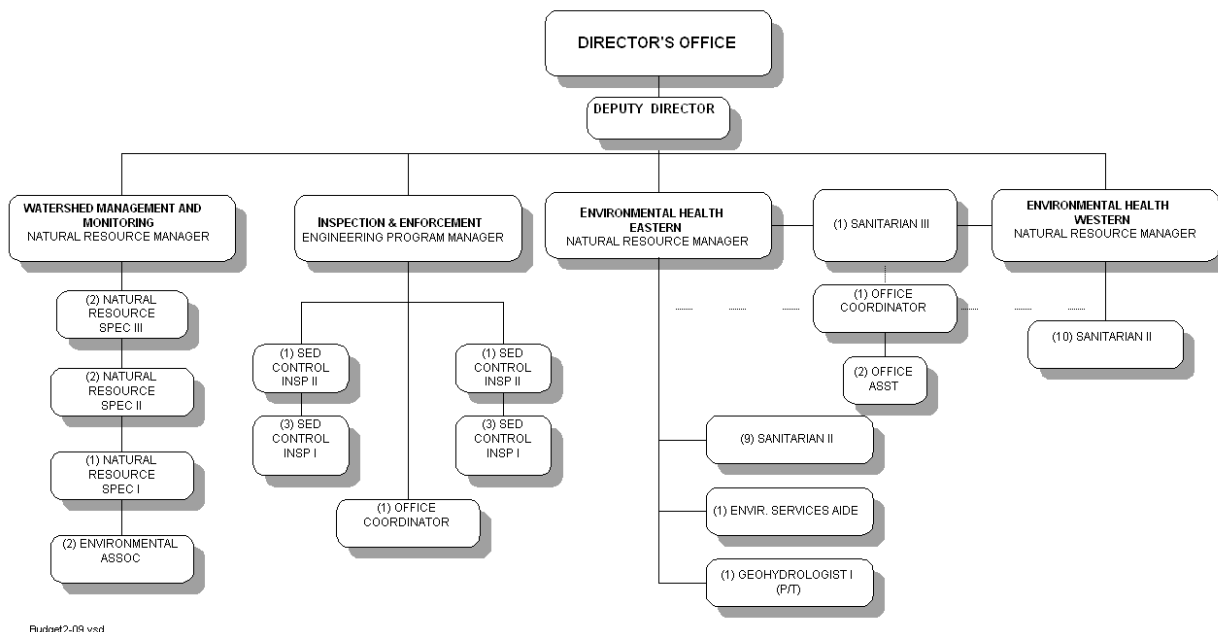 DIRECTOR'S OFFICE
DEPUTY DIRECTOR
WATERSHED MANAGEMENT AND
MONITORING
NATURAL RESOURCE MANAGER
INSPECTION & ENFORCEMENT
ENGINEERING PROGRAM MANAGER
ENVIRONMENTAL HEALTH
EASTERN
NATURAL RESOURCE MANAGER
(1) SANITARIAN III
ENVIRONMENTAL HEALTH
WESTERN
NATURAL RESOURCE MANAGER
(2) NATURAL
RESOURCE
SPEC III
(2) NATURAL
RESOURCE
SPEC II
(1) NATURAL
RESOURCE
SPEC I
(2) ENVIRONMENTAL
ASSOC
(1) SED
CONTROL
INSP II
(3) SED
CONTROL
INSP I
(1) SED
CONTROL
INSP II
(3) SED
CONTROL
INSP I
(1) OFFICE
COORDINATOR
(1) OFFICE
COORDINATOR
(2) OFFICE
ASST
(10) SANITARIAN II
(9) SANITARIAN II
(1) ENVIR. SERVICES AIDE
(1) GEOHYDROLOGIST I
(P/T)
Budget2-09.vsd